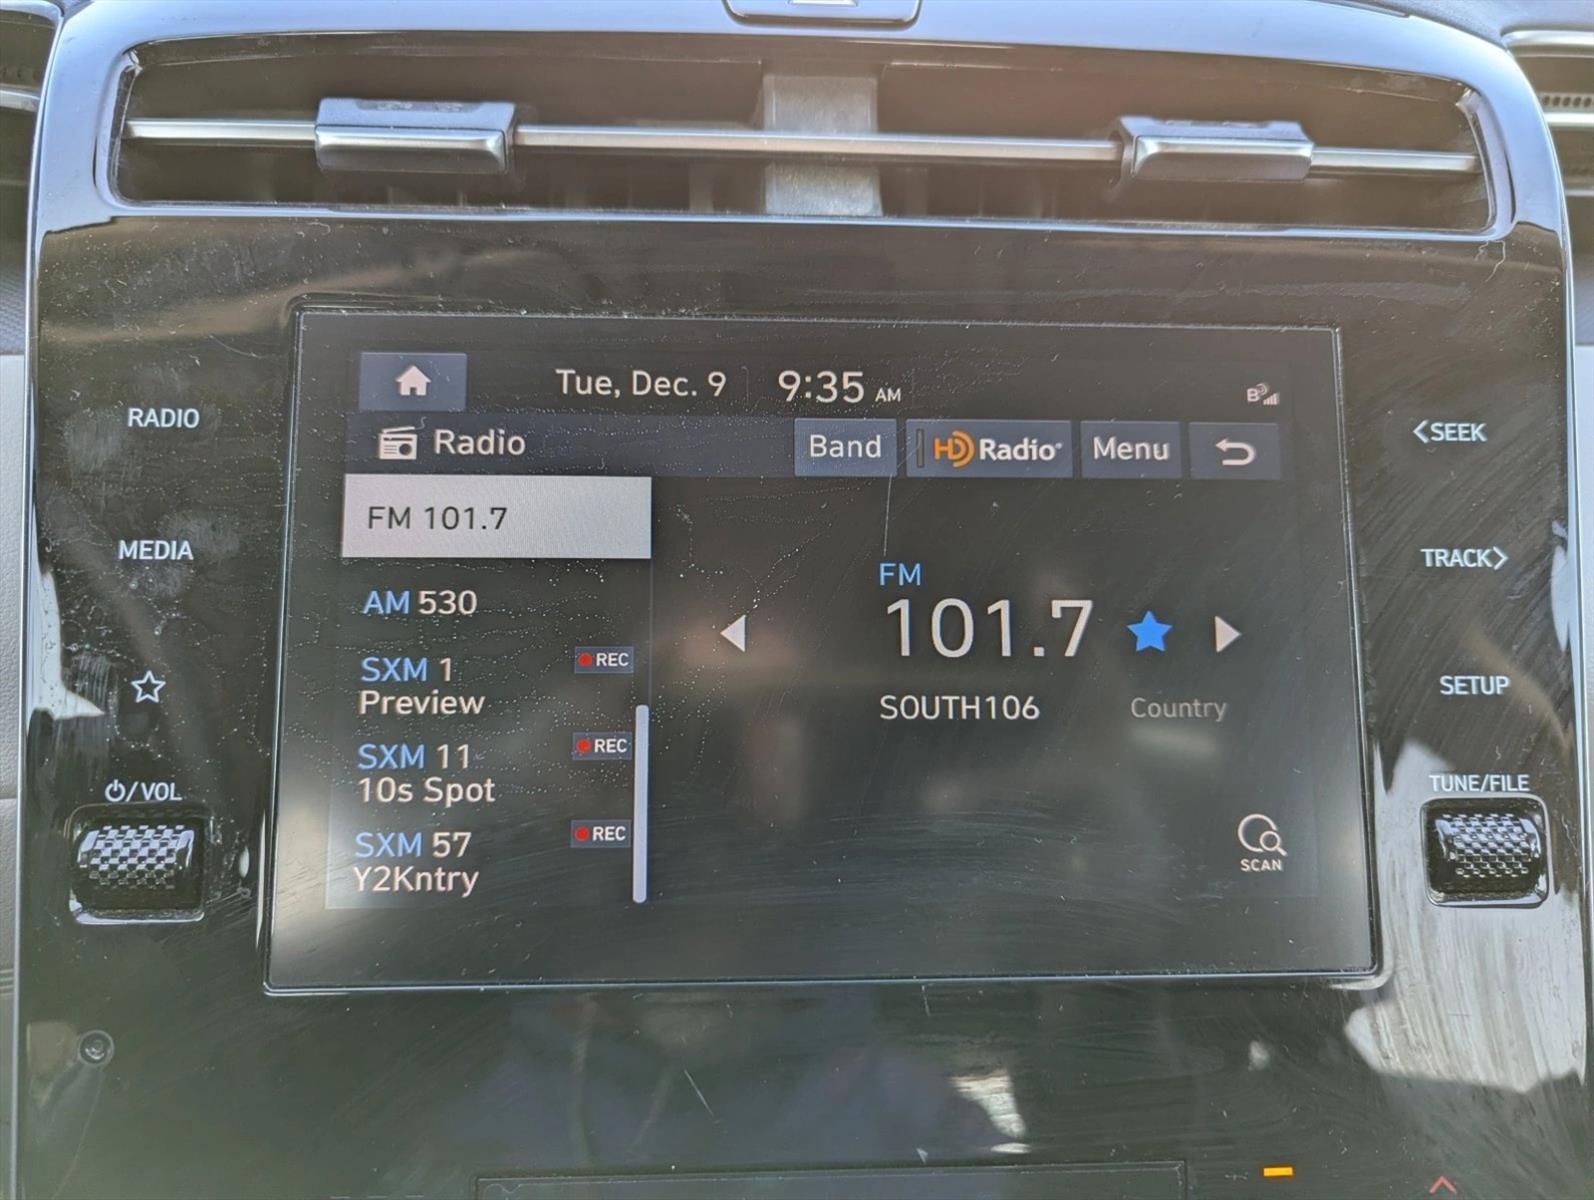 Tue, Dec. 9 9:35 AM
B
Radio Band HD Radio Menu
FM 101.7
AM 530
SXM 1 REC
Preview
SXM 11 REC
10s Spot
SXM 57 REC
Y2Kntry
FM
101.7
SOUTH106 Country
SCAN
RADIO
MEDIA
/VOL
<SEEK
TRACK>
SETUP
TUNE/FILE